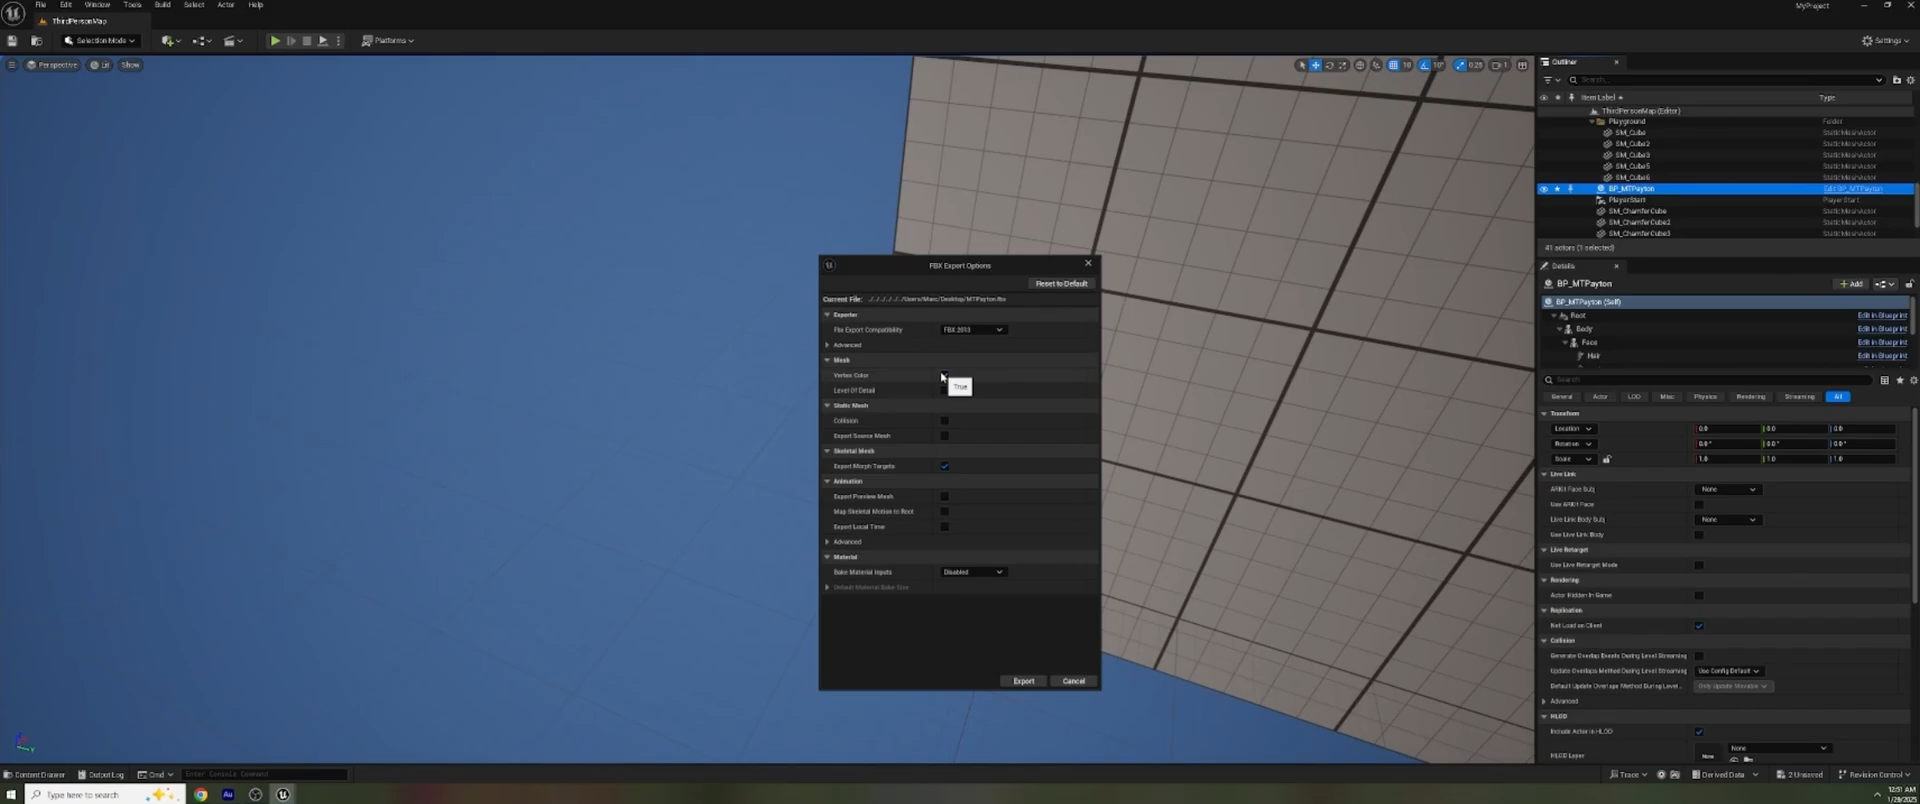 File Edit Window Tools Build Select Actor Help
MyProject
ThirdPersonMap
Selection Mode
Platforms
Settings
Perspective Lit Show
10 10° 0.25 1
Outliner
Search...
Item Label Type
ThirdPersonMap (Editor)
Playground Folder
SM_Cube StaticMeshActor
SM_Cube2 StaticMeshActor
SM_Cube3 StaticMeshActor
SM_Cube5 StaticMeshActor
SM_Cube6 StaticMeshActor
BP_MTPayton Edit BP_MTPayton
PlayerStart PlayerStart
SM_ChamferCube StaticMeshActor
SM_ChamferCube2 StaticMeshActor
SM_ChamferCube3 StaticMeshActor
41 actors (1 selected)
Details
BP_MTPayton
Add
BP_MTPayton (Self)
Root Edit in Blueprint
Body Edit in Blueprint
Face Edit in Blueprint
Hair Edit in Blueprint
Search
General Actor LOD Misc Physics Rendering Streaming All
Transform
Location 0.0 0.0 0.0
Rotation 0.0° 0.0° 0.0°
Scale 1.0 1.0 1.0
Live Link
ARKit Face Subj None
Use ARKit Face
Live Link Body Subj None
Use Live Link Body
Live Retarget
Use Live Retarget Mode
Rendering
Actor Hidden In Game
Replication
Net Load on Client
Collision
Generate Overlap Events During Level Streaming
Update Overlaps Method During Level Streaming Use Config Default
Default Update Overlaps Method During Level... Only Update Movable
Advanced
HLOD
Include Actor in HLOD
HLOD Layer None
None
FBX Export Options
Reset to Default
Current File: ../../../../../../Users/Marc/Desktop/MTPayton.fbx
Exporter
Fbx Export Compatibility FBX 2013
Advanced
Mesh
Vertex Color
True
Level Of Detail
Static Mesh
Collision
Export Source Mesh
Skeletal Mesh
Export Morph Targets
Animation
Export Preview Mesh
Map Skeletal Motion to Root
Export Local Time
Advanced
Material
Bake Material Inputs Disabled
Default Material Bake Size
Export Cancel
Content Drawer Output Log Cmd Enter Console Command
Trace Derived Data 2 Unsaved Revision Control
Type here to search
Au
12:51 AM
1/29/2025